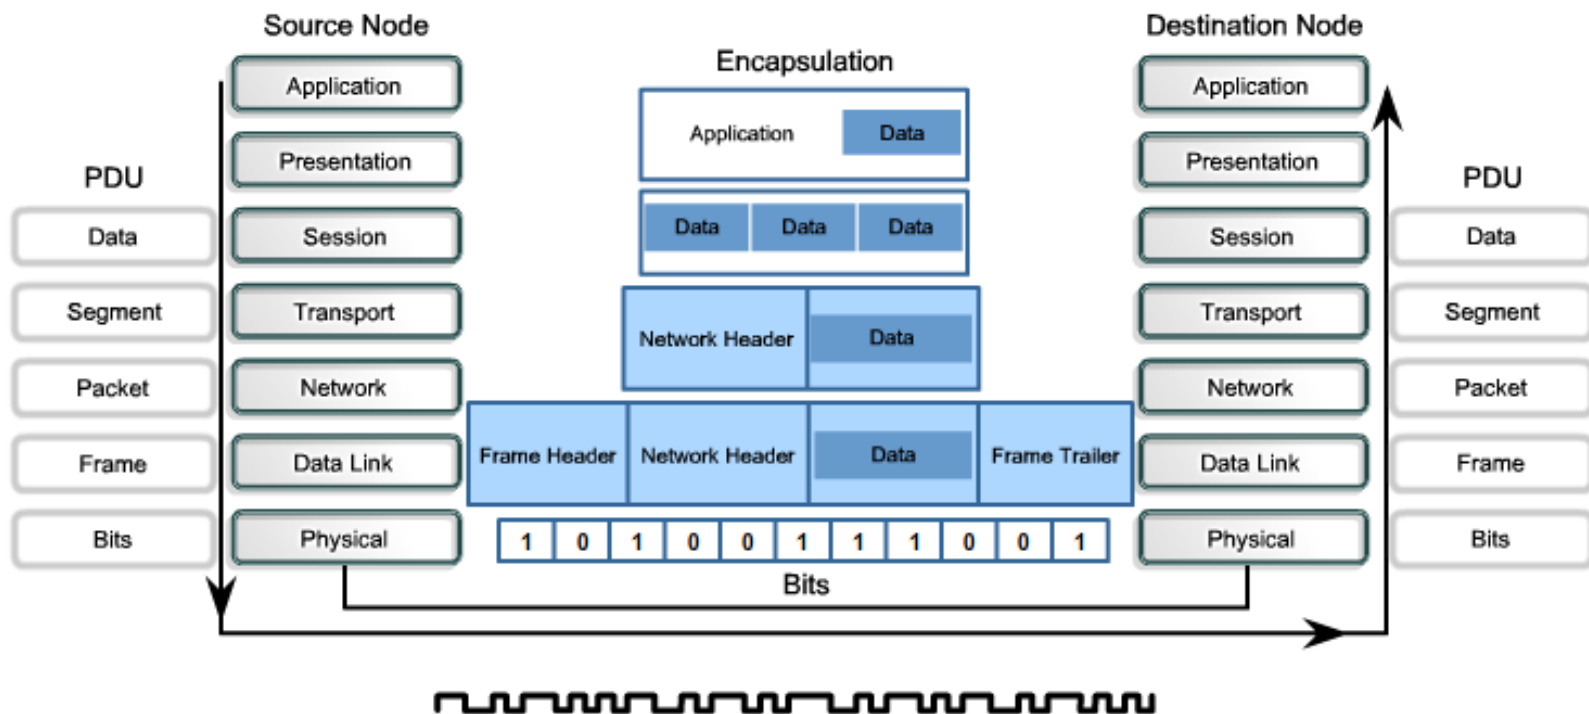 Source Node
Destination Node
Encapsulation
Application
Application
Data
Application
Presentation
Presentation
PDU
PDU
Data
Session
Data
Data
Data
Session
Data
Segment
Transport
Network Header
Data
Transport
Segment
Packet
Network
Network
Packet
Frame
Data Link
Frame Header
Network Header
Data
Frame Trailer
Data Link
Frame
Bits
Physical
1 0 1 0 0 1 1 1 0 0 1
Physical
Bits
Bits